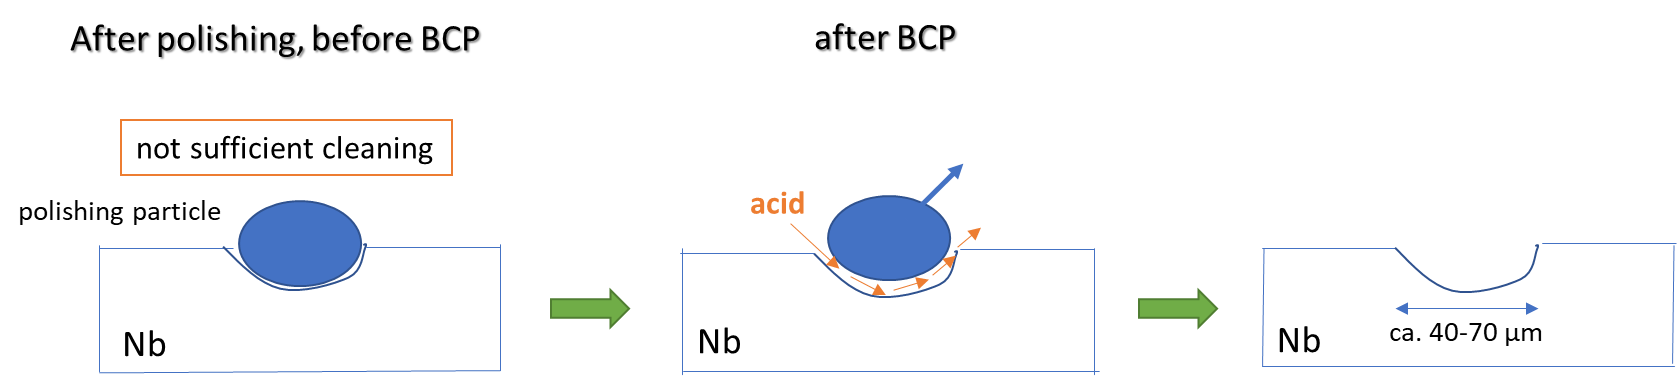 After polishing, before BCP
after BCP
not sufficient cleaning
polishing particle
acid
Nb
Nb
ca. 40-70 µm
Nb